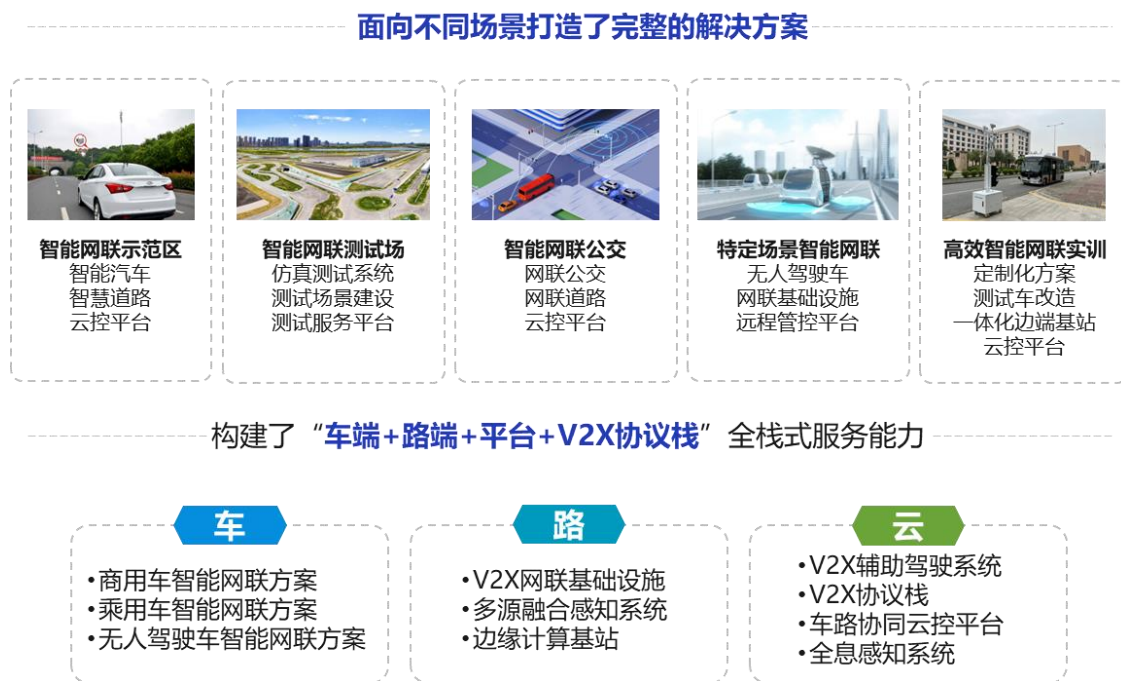 面向不同场景打造了完整的解决方案
智能网联示范区
智能汽车
智慧道路
云控平台
智能网联测试场
仿真测试系统
测试场景建设
测试服务平台
智能网联公交
网联公交
网联道路
云控平台
特定场景智能网联
无人驾驶车
网联基础设施
远程管控平台
高效智能网联实训
定制化方案
测试车改造
一体化边端基站
云控平台
构建了“车端+路端+平台+V2X协议栈”全栈式服务能力
车
•商用车智能网联方案
•乘用车智能网联方案
•无人驾驶车智能网联方案
路
•V2X网联基础设施
•多源融合感知系统
•边缘计算基站
云
•V2X辅助驾驶系统
•V2X协议栈
•车路协同云控平台
•全息感知系统